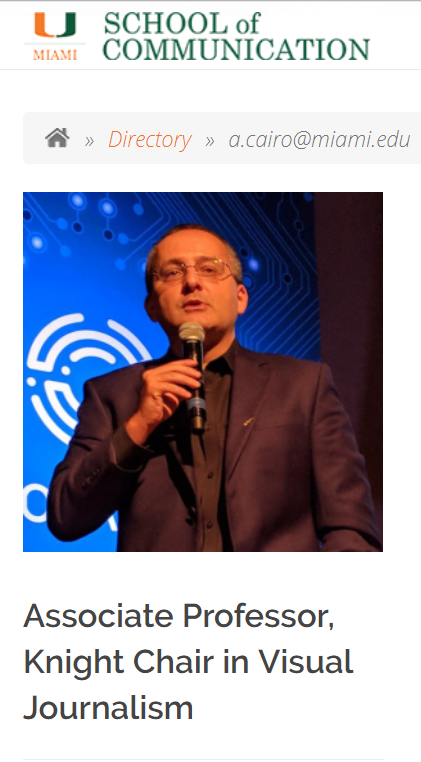 SCHOOL of
MIAMI COMMUNICATION
» Directory » a.cairo@miami.edu
Associate Professor,
Knight Chair in Visual
Journalism